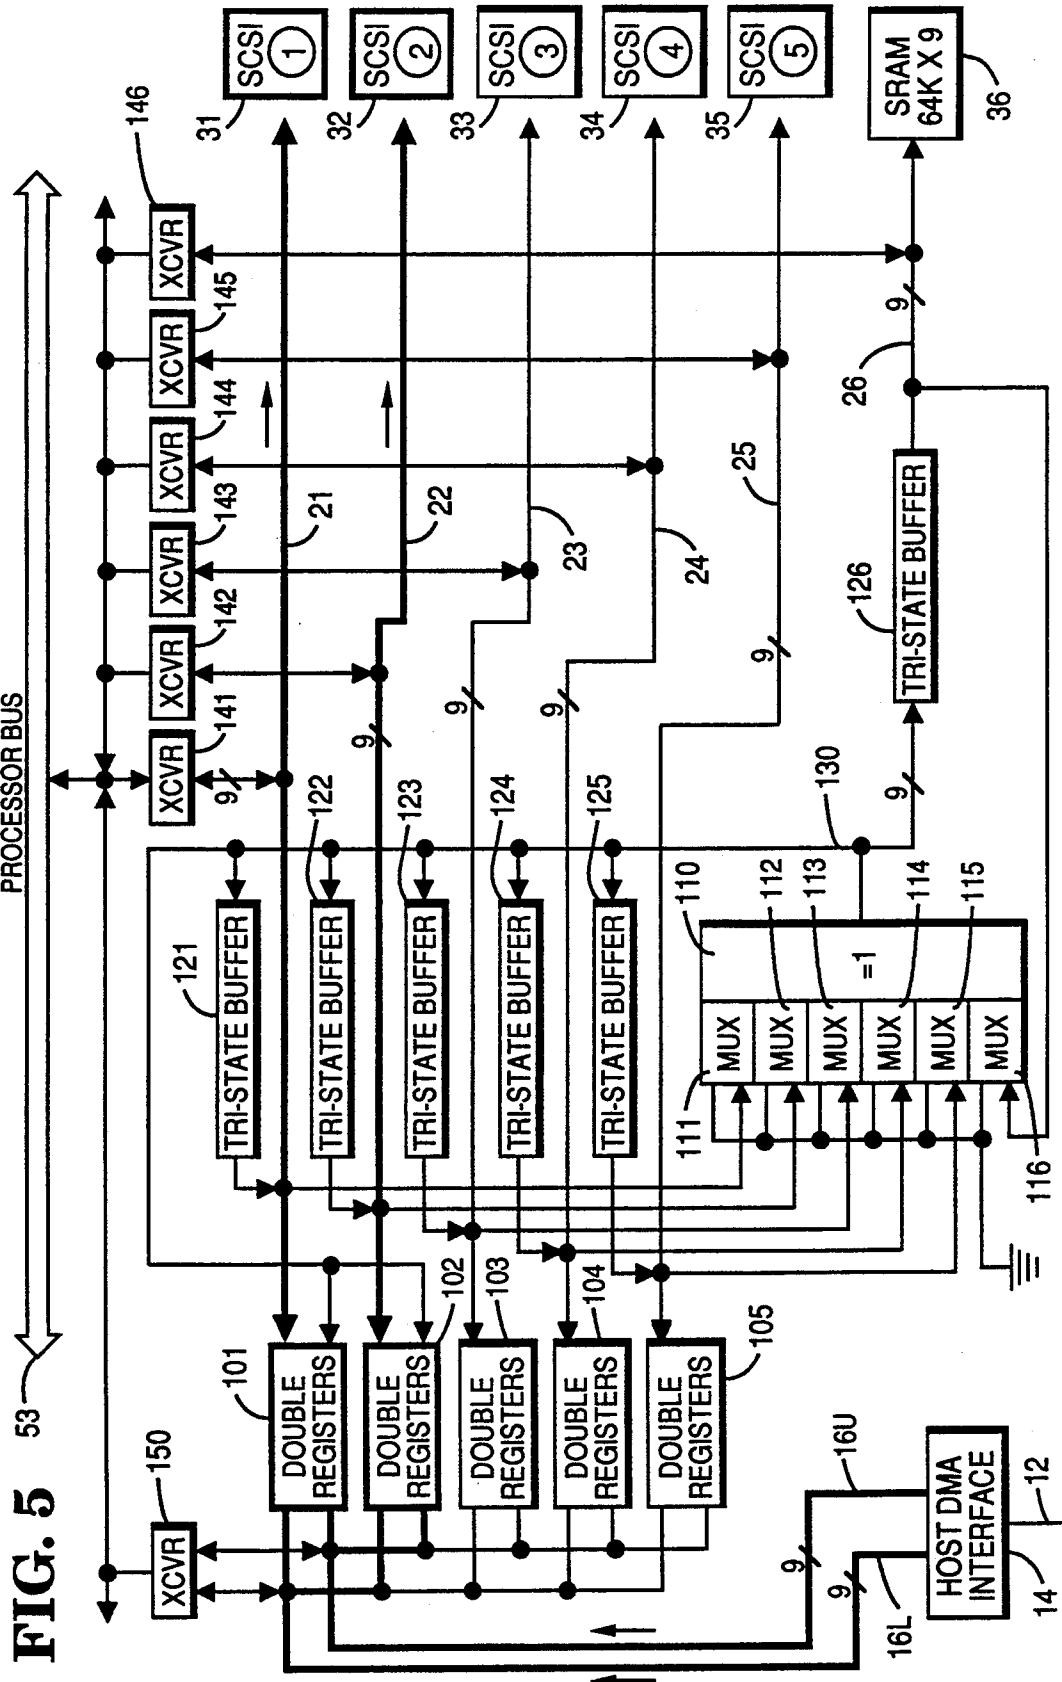 FIG. 5
53
PROCESSOR BUS
150
XCVR
XCVR
XCVR
XCVR
XCVR
XCVR
XCVR
141
142
143
144
145
146
9
101
DOUBLE
REGISTERS
121
TRI-STATE BUFFER
21
31
SCSI
1
102
DOUBLE
REGISTERS
122
TRI-STATE BUFFER
9
22
32
SCSI
2
103
DOUBLE
REGISTERS
123
TRI-STATE BUFFER
9
23
33
SCSI
3
104
DOUBLE
REGISTERS
124
TRI-STATE BUFFER
9
24
34
SCSI
4
105
DOUBLE
REGISTERS
125
TRI-STATE BUFFER
9
25
35
SCSI
5
111
MUX
MUX
MUX
MUX
MUX
MUX
=1
110
112
113
114
115
116
130
9
126
TRI-STATE BUFFER
26
9
SRAM
64K X 9
36
16U
9
16L
9
HOST DMA
INTERFACE
14
12